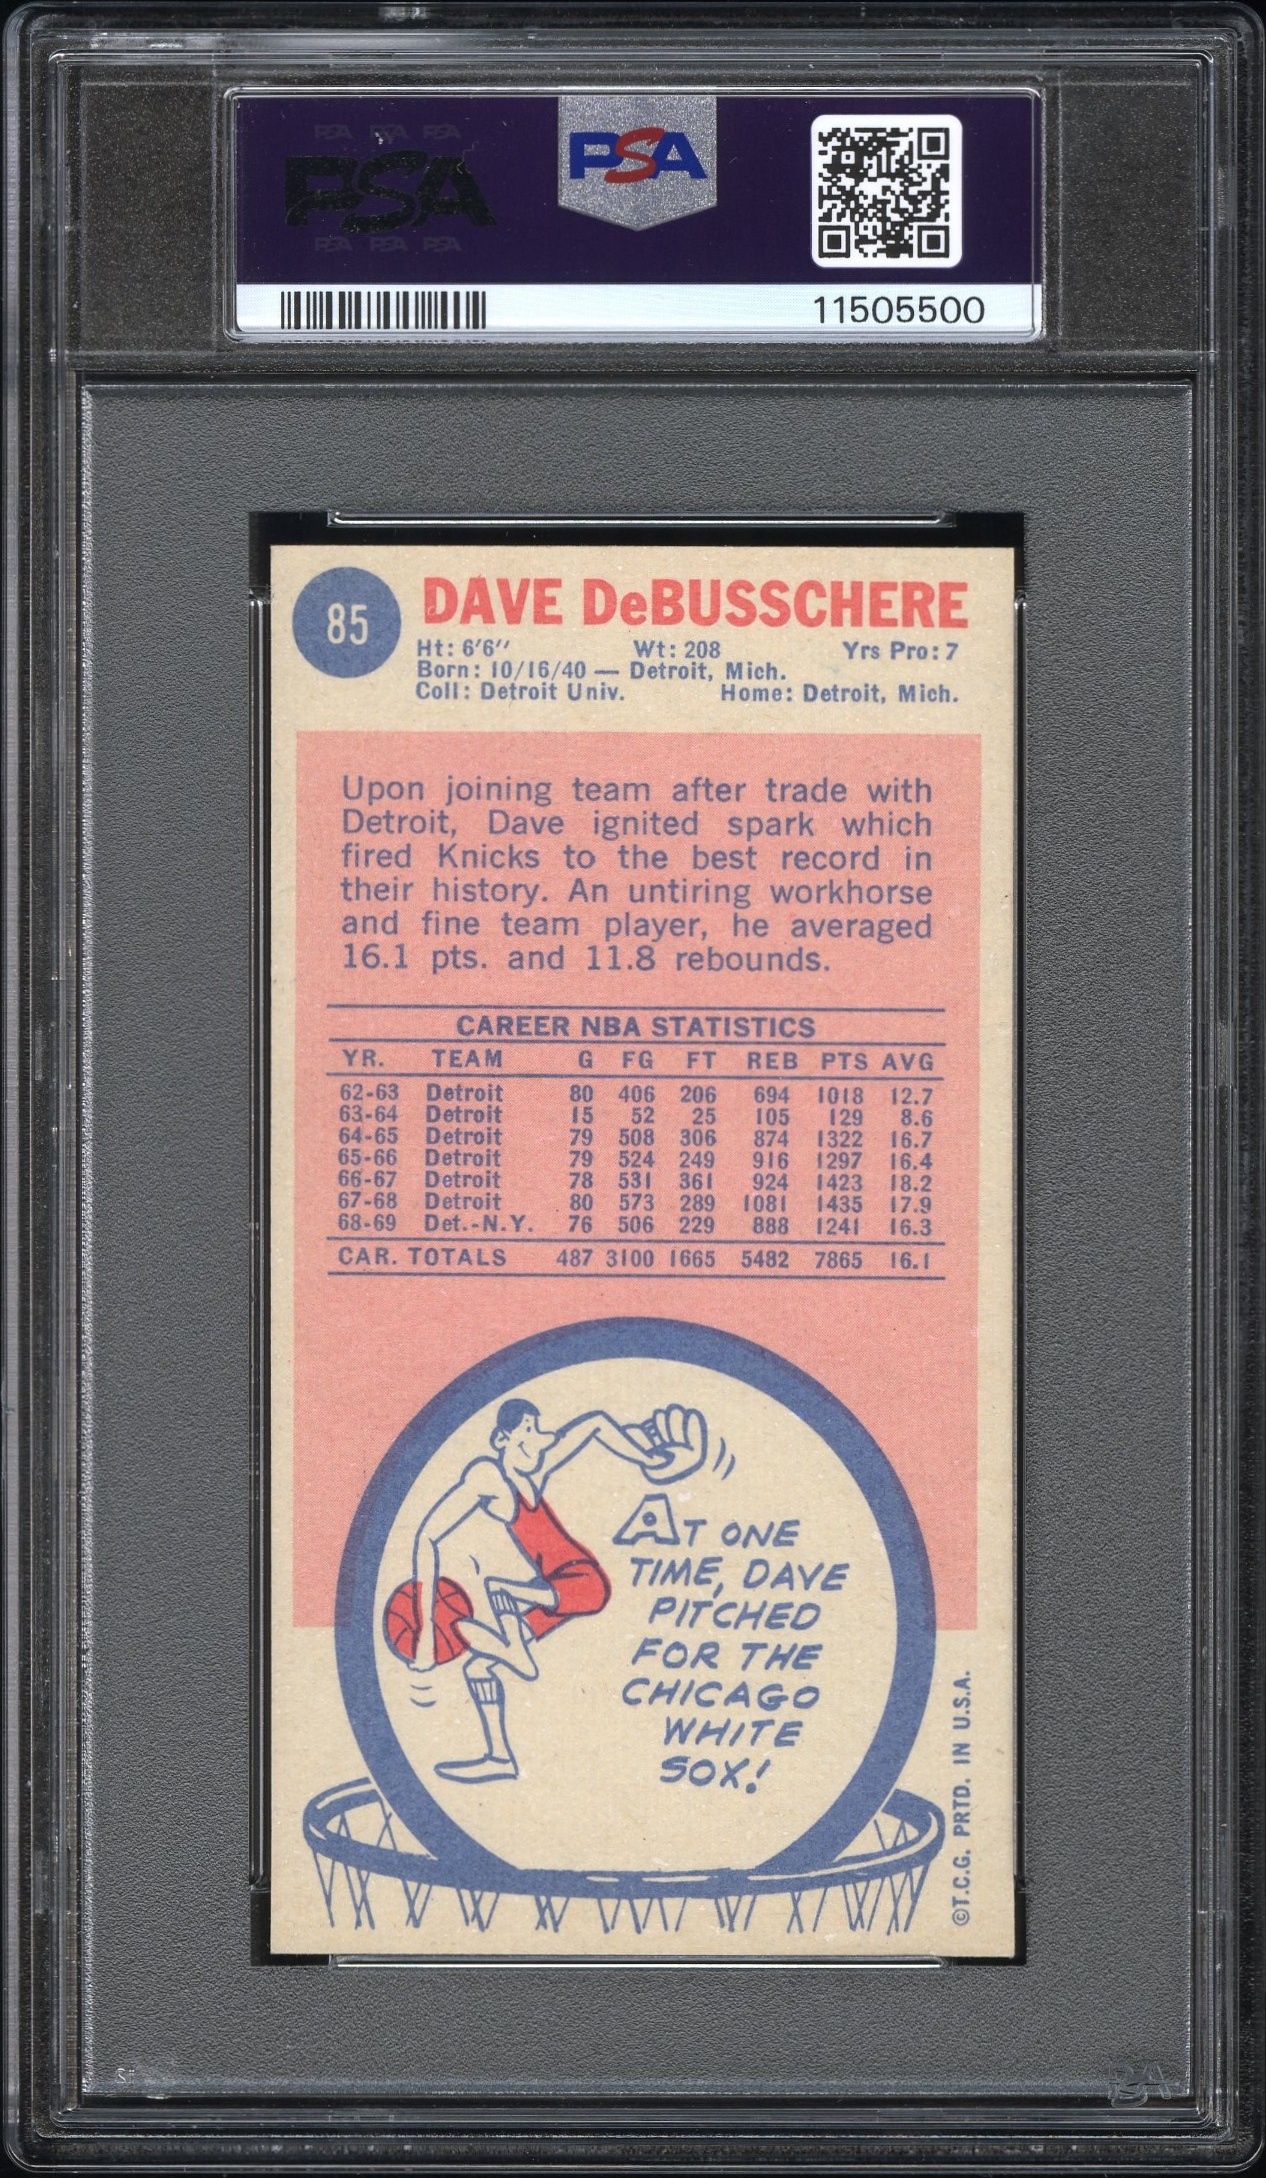 PSA PSA PSA
PSA
PSA PSA PSA
PSA
11505500
85
DAVE DeBUSSCHERE
Ht: 6'6" Wt: 208 Yrs Pro: 7
Born: 10/16/40 — Detroit, Mich.
Coll: Detroit Univ. Home: Detroit, Mich.
Upon joining team after trade with
Detroit, Dave ignited spark which
fired Knicks to the best record in
their history. An untiring workhorse
and fine team player, he averaged
16.1 pts. and 11.8 rebounds.
CAREER NBA STATISTICS
YR. TEAM G FG FT REB PTS AVG
62-63 Detroit 80 406 206 694 1018 12.7
63-64 Detroit 15 52 25 105 129 8.6
64-65 Detroit 79 508 306 874 1322 16.7
65-66 Detroit 79 524 249 916 1297 16.4
66-67 Detroit 78 531 361 924 1423 18.2
67-68 Detroit 80 573 289 1081 1435 17.9
68-69 Det.-N.Y. 76 506 229 888 1241 16.3
CAR. TOTALS 487 3100 1665 5482 7865 16.1
AT ONE
TIME, DAVE
PITCHED
FOR THE
CHICAGO
WHITE
SOX!
©T.C.G. PRTD. IN U.S.A.
PSA